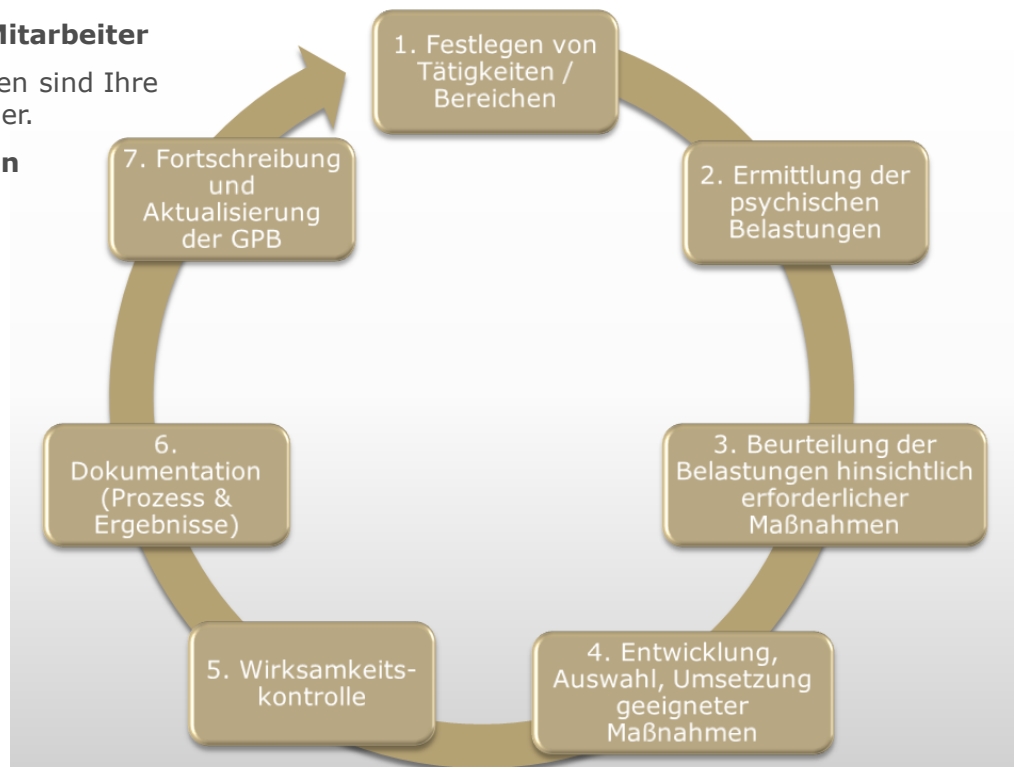 Mitarbeiter
en sind Ihre
er.
n
1. Festlegen von
Tätigkeiten /
Bereichen
2. Ermittlung der
psychischen
Belastungen
3. Beurteilung der
Belastungen hinsichtlich
erforderlicher
Maßnahmen
4. Entwicklung,
Auswahl, Umsetzung
geeigneter
Maßnahmen
5. Wirksamkeits-
kontrolle
6.
Dokumentation
(Prozess &
Ergebnisse)
7. Fortschreibung
und
Aktualisierung
der GPB